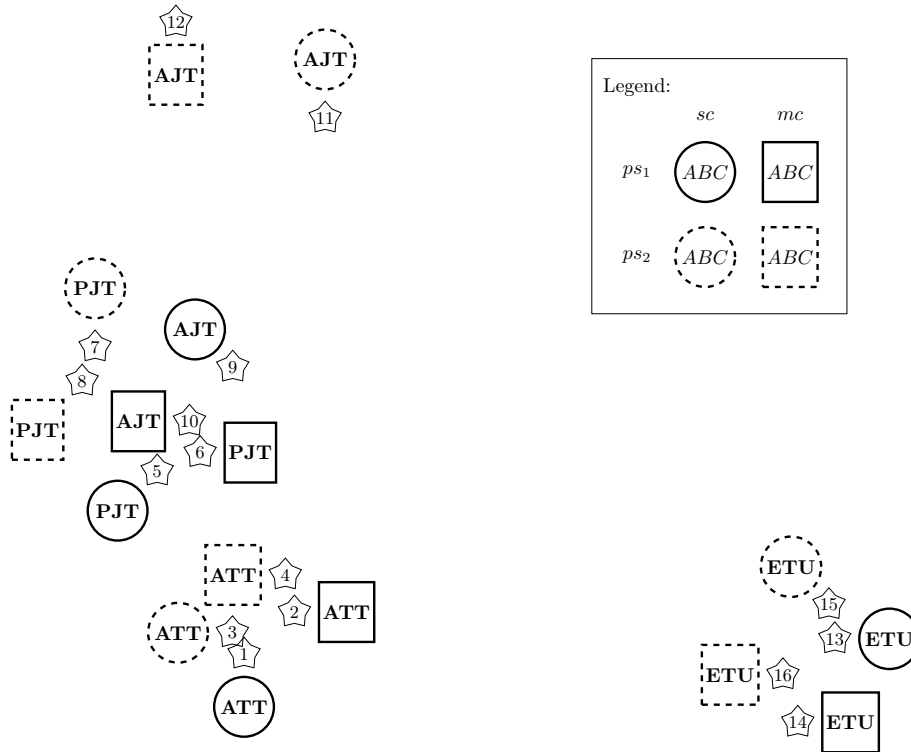 12
AJT
AJT
11
Legend:
sc mc
ps1 ABC ABC
ps2 ABC ABC
PJT
AJT
7
9
8
PJT
AJT
10
6
PJT
5
PJT
ATT
4
2
ATT
ATT
3
1
ATT
ETU
15
13
ETU
ETU
16
14
ETU